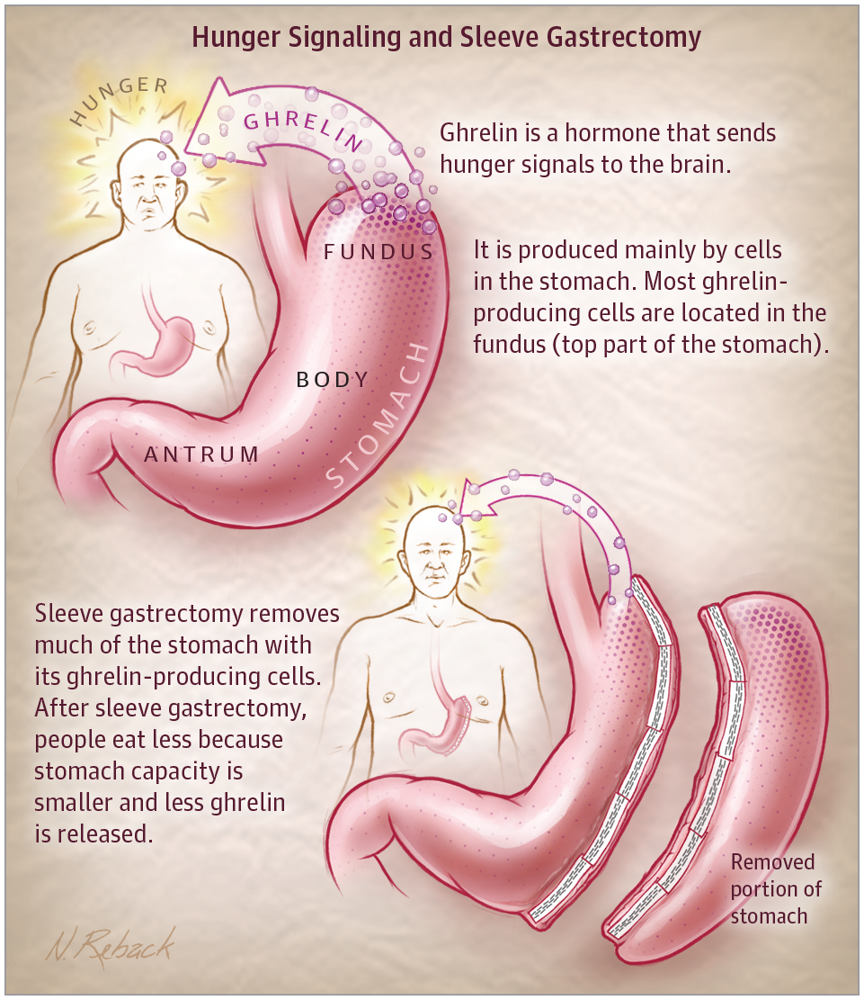 Hunger Signaling and Sleeve Gastrectomy
HUNGER
GHRELIN
Ghrelin is a hormone that sends
hunger signals to the brain.
FUNDUS
It is produced mainly by cells
in the stomach. Most ghrelin-
producing cells are located in the
fundus (top part of the stomach).
BODY
STOMACH
ANTRUM
Sleeve gastrectomy removes
much of the stomach with
its ghrelin-producing cells.
After sleeve gastrectomy,
people eat less because
stomach capacity is
smaller and less ghrelin
is released.
Removed
portion of
stomach
N. Reback